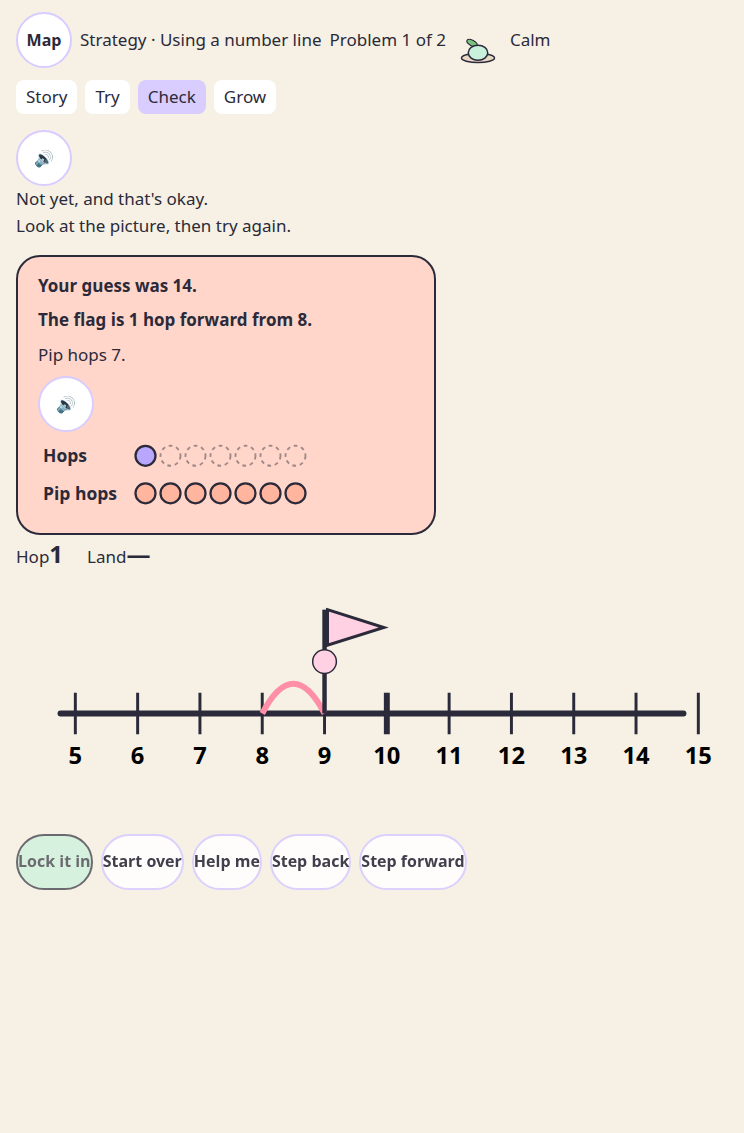 Map Strategy · Using a number line Problem 1 of 2 Calm
Story Try Check Grow
Not yet, and that's okay.
Look at the picture, then try again.
Your guess was 14.
The flag is 1 hop forward from 8.
Pip hops 7.
Hops
Pip hops
Hop1 Land—
5 6 7 8 9 10 11 12 13 14 15
Lock it in Start over Help me Step back Step forward